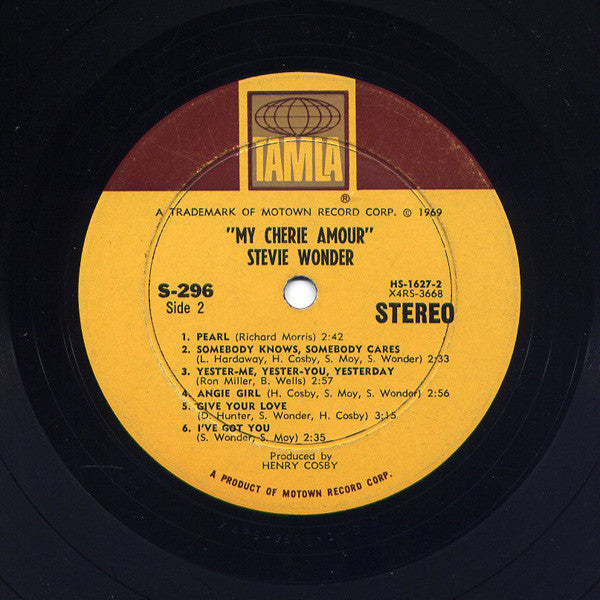 TAMLA
®
A TRADEMARK OF MOTOWN RECORD CORP. © 1969
"MY CHERIE AMOUR"
STEVIE WONDER
S-296
Side 2
HS-1627-2
X4RS-3668
STEREO
1. PEARL (Richard Morris) 2:42
2. SOMEBODY KNOWS, SOMEBODY CARES
(L. Hardaway, H. Cosby, S. Moy, S. Wonder) 2:33
3. YESTER-ME, YESTER-YOU, YESTERDAY
(Ron Miller, B. Wells) 2:57
4. ANGIE GIRL (H. Cosby, S. Moy, S. Wonder) 2:56
5. GIVE YOUR LOVE
(D. Hunter, S. Wonder, H. Cosby) 3:15
6. I'VE GOT YOU
(S. Wonder, S. Moy) 2:35
Produced by
HENRY COSBY
A PRODUCT OF MOTOWN RECORD CORP.